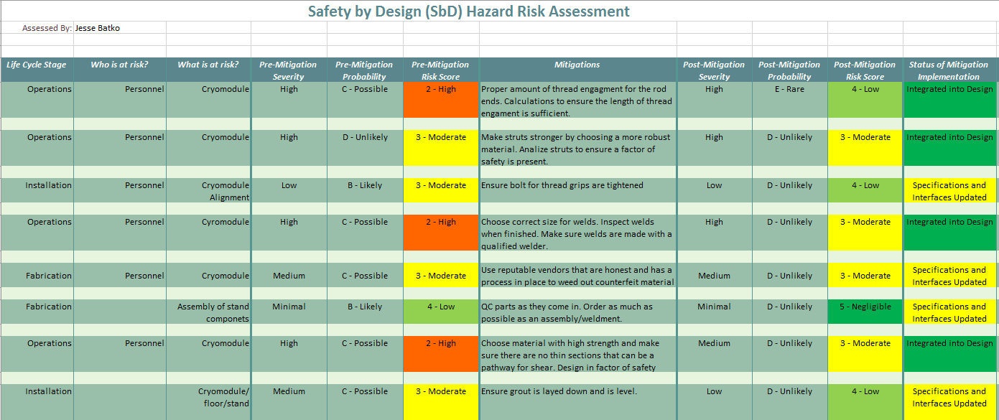 Safety by Design (SbD) Hazard Risk Assessment
Assessed By: Jesse Batko
Life Cycle Stage Who is at risk? What is at risk? Pre-Mitigation Severity Pre-Mitigation Probability Pre-Mitigation Risk Score Mitigations Post-Mitigation Severity Post-Mitigation Probability Post-Mitigation Risk Score Status of Mitigation Implementation
Operations Personnel Cryomodule High C - Possible 2 - High Proper amount of thread engagment for the rod High E - Rare 4 - Low Integrated into Design
ends. Calculations to ensure the length of thread
engament is sufficient.
Operations Personnel Cryomodule High D - Unlikely 3 - Moderate Make struts stronger by choosing a more robust High D - Unlikely 3 - Moderate Integrated into Design
material. Analize struts to ensure a factor of
safety is present.
Installation Personnel Cryomodule Low B - Likely 3 - Moderate Ensure bolt for thread grips are tightened Low D - Unlikely 4 - Low Specifications and
Alignment Interfaces Updated
Operations Personnel Cyromodule High C - Possible 2 - High Choose correct size for welds. Inspect welds High D - Unlikely 3 - Moderate Integrated into Design
when finished. Make sure welds are made with a
qualified welder.
Fabrication Personnel Cryomodule Medium C - Possible 3 - Moderate Use reputable vendors that are honest and has a Medium D - Unlikely 3 - Moderate Specifications and
process in place to weed out counterfeit material Interfaces Updated
Fabrication Assembly of stand Minimal B - Likely 4 - Low QC parts as they come in. Order as much as Minimal D - Unlikely 5 - Negligible Specifications and
componets possible as an assembly/weldment. Interfaces Updated
Operations Personnel Cryomodule High C - Possible 2 - High Choose material with high strength and make Medium D - Unlikely 3 - Moderate Integrated into Design
sure there are no thin sections that can be a
pathway for shear. Design in factor of safety
Installation Cryomodule/ Medium C - Possible 3 - Moderate Ensure grout is layed down and is level. Low D - Unlikely 4 - Low Specifications and
floor/stand Interfaces Updated